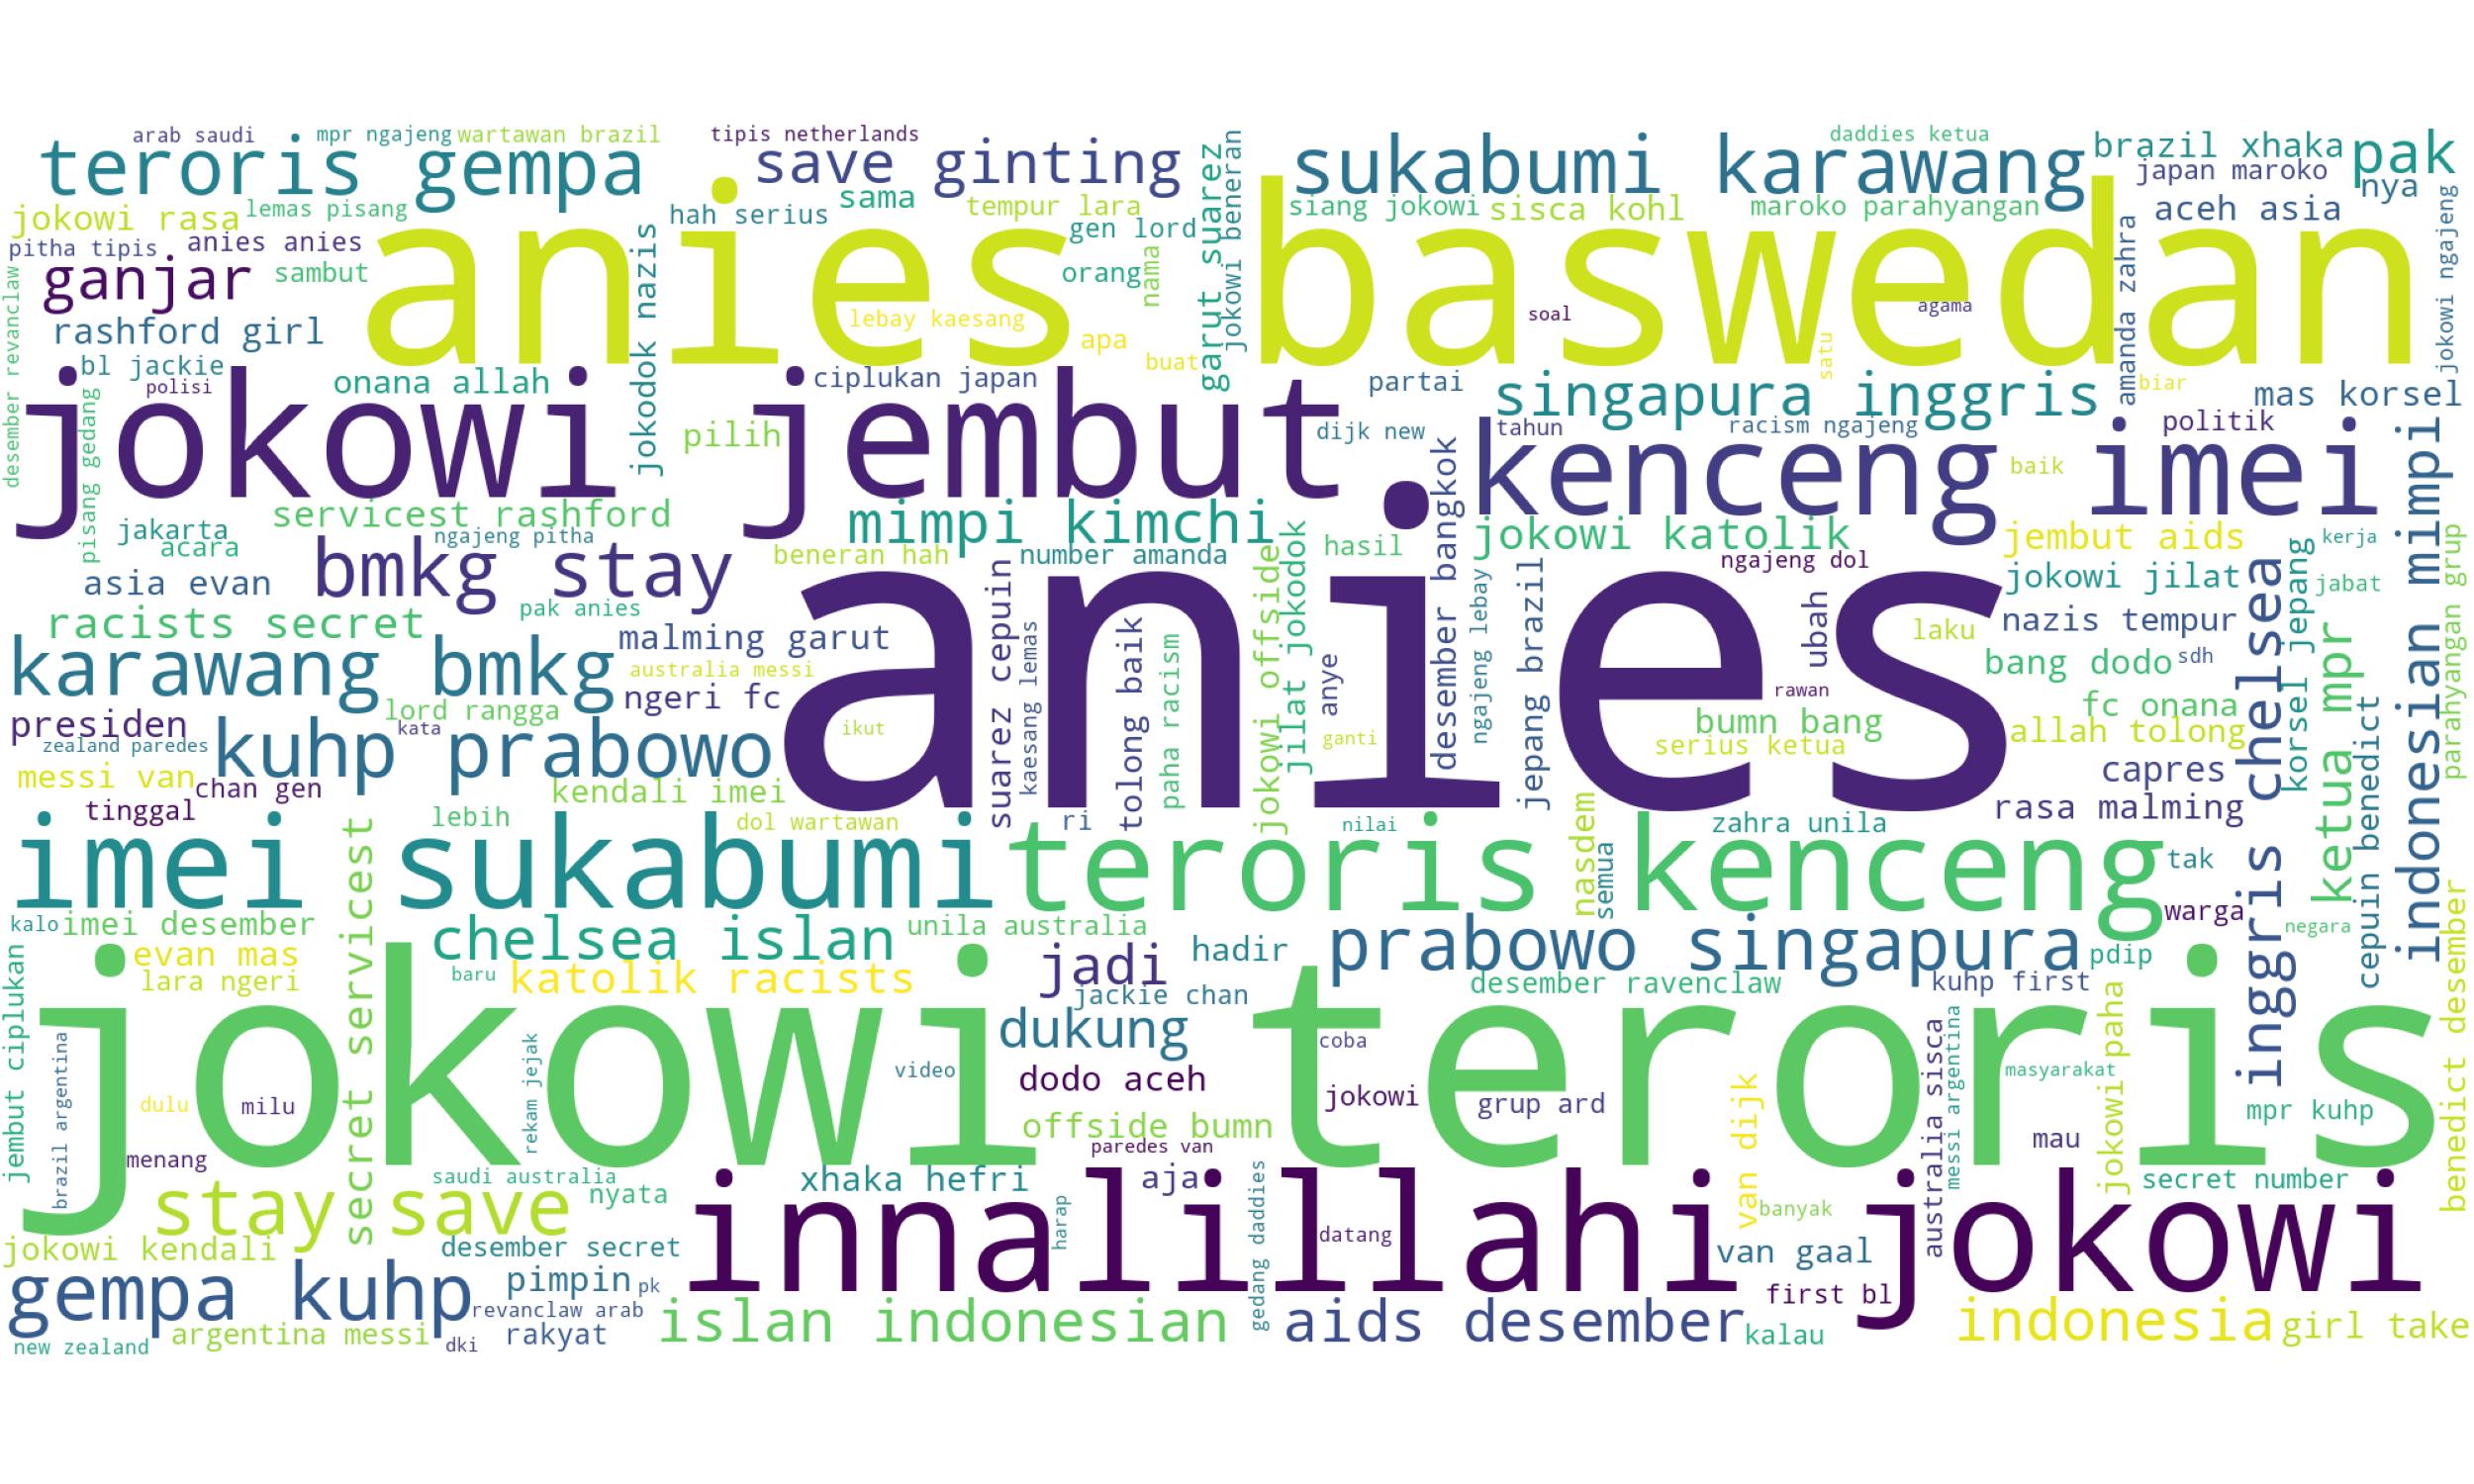 arab saudi
mpr ngajeng
wartawan brazil
tipis netherlands
daddies ketua
teroris gempa
save ginting
sukabumi karawang
brazil xhaka
pak
japan maroko
nya
jokowi rasa
lemas pisang
hah serius
sama
tempur lara
siang jokowi
sisca kohl
maroko parahyangan
aceh asia
pitha tipis
anies anies
anies baswedan
gen lord
ganjar
sambut
orang
nama
garut suarez
jokowi beneran
amanda zahra
jokowi ngajeng
desember revanclaw
jokodok nazis
rashford girl
lebay kaesang
apa
soal
agama
satu
buat
bl jackie
polisi
onana allah
ciplukan japan
partai
singapura inggris
biar
mas korsel
jokowi jembut
pisang gedang
pilih
dijk new
tahun
racism ngajeng
politik
kenceng imei
baik
indonesian mimpi
servicest rashford
jakarta
acara
ngajeng pitha
mimpi kimchi
jokowi katolik
jembut aids
kerja
bmkg stay
beneran hah
number amanda
hasil
ngajeng dol
asia evan
jokowi jilat
jabat
racists secret
pak anies
anies
malming garut
nazis tempur
laku
ubah
karawang bmkg
australia messi
bang dodo
sdh
ngeri fc
rawan
presiden
lord rangga
kata
ikut
bumn bang
fc onana
zealand paredes
kuhp prabowo
ganti
serius ketua
allah tolong
messi van
chan gen
kendali imei
capres
tinggal
rasa malming
suarez cepuin
kaesang lemas
tolong baik
paha racism
jokowi offside
jilat jokodok
anye
desember bangkok
ngajeng lebay
jepang brazil
inggris chelsea
korsel jepang
ketua mpr
cepuin benedict
parahyangan grup
lebih
dol wartawan
ri
nilai
zahra unila
imei sukabumi
teroris kenceng
tak
nasdem
semua
kalo
imei desember
chelsea islan
unila australia
warga
negara
evan mas
jadi
hadir
prabowo singapura
pdip
lara ngeri
baru
katolik racists
jackie chan
desember ravenclaw
kuhp first
secret servicest
jembut ciplukan
brazil argentina
jokowi teroris
rekam jejak
dukung
coba
video
dodo aceh
masyarakat
dulu
milu
jokowi
grup ard
mpr kuhp
offside bumn
mau
menang
paredes van
van dijk
australia sisca
messi argentina
jokowi paha
benedict desember
saudi australia
nyata
xhaka hefri
aja
secret number
stay save
innalillahi jokowi
banyak
harap
gedang daddies
datang
jokowi kendali
desember secret
van gaal
gempa kuhp
pimpin
pk
first bl
revanclaw arab
islan indonesian
aids desember
indonesia
girl take
argentina messi
rakyat
kalau
new zealand
dki